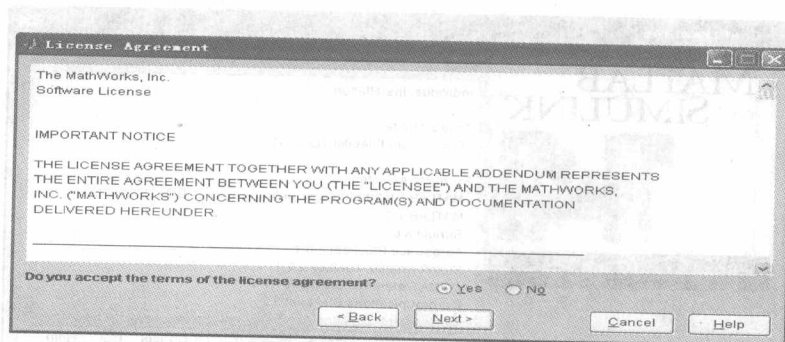 License Agreement
The MathWorks, Inc.
Software License
IMPORTANT NOTICE
THE LICENSE AGREEMENT TOGETHER WITH ANY APPLICABLE ADDENDUM REPRESENTS
THE ENTIRE AGREEMENT BETWEEN YOU (THE "LICENSEE") AND THE MATHWORKS,
INC. ("MATHWORKS") CONCERNING THE PROGRAM(S) AND DOCUMENTATION
DELIVERED HEREUNDER.
Do you accept the terms of the license agreement? Yes No
< Back Next > Cancel Help